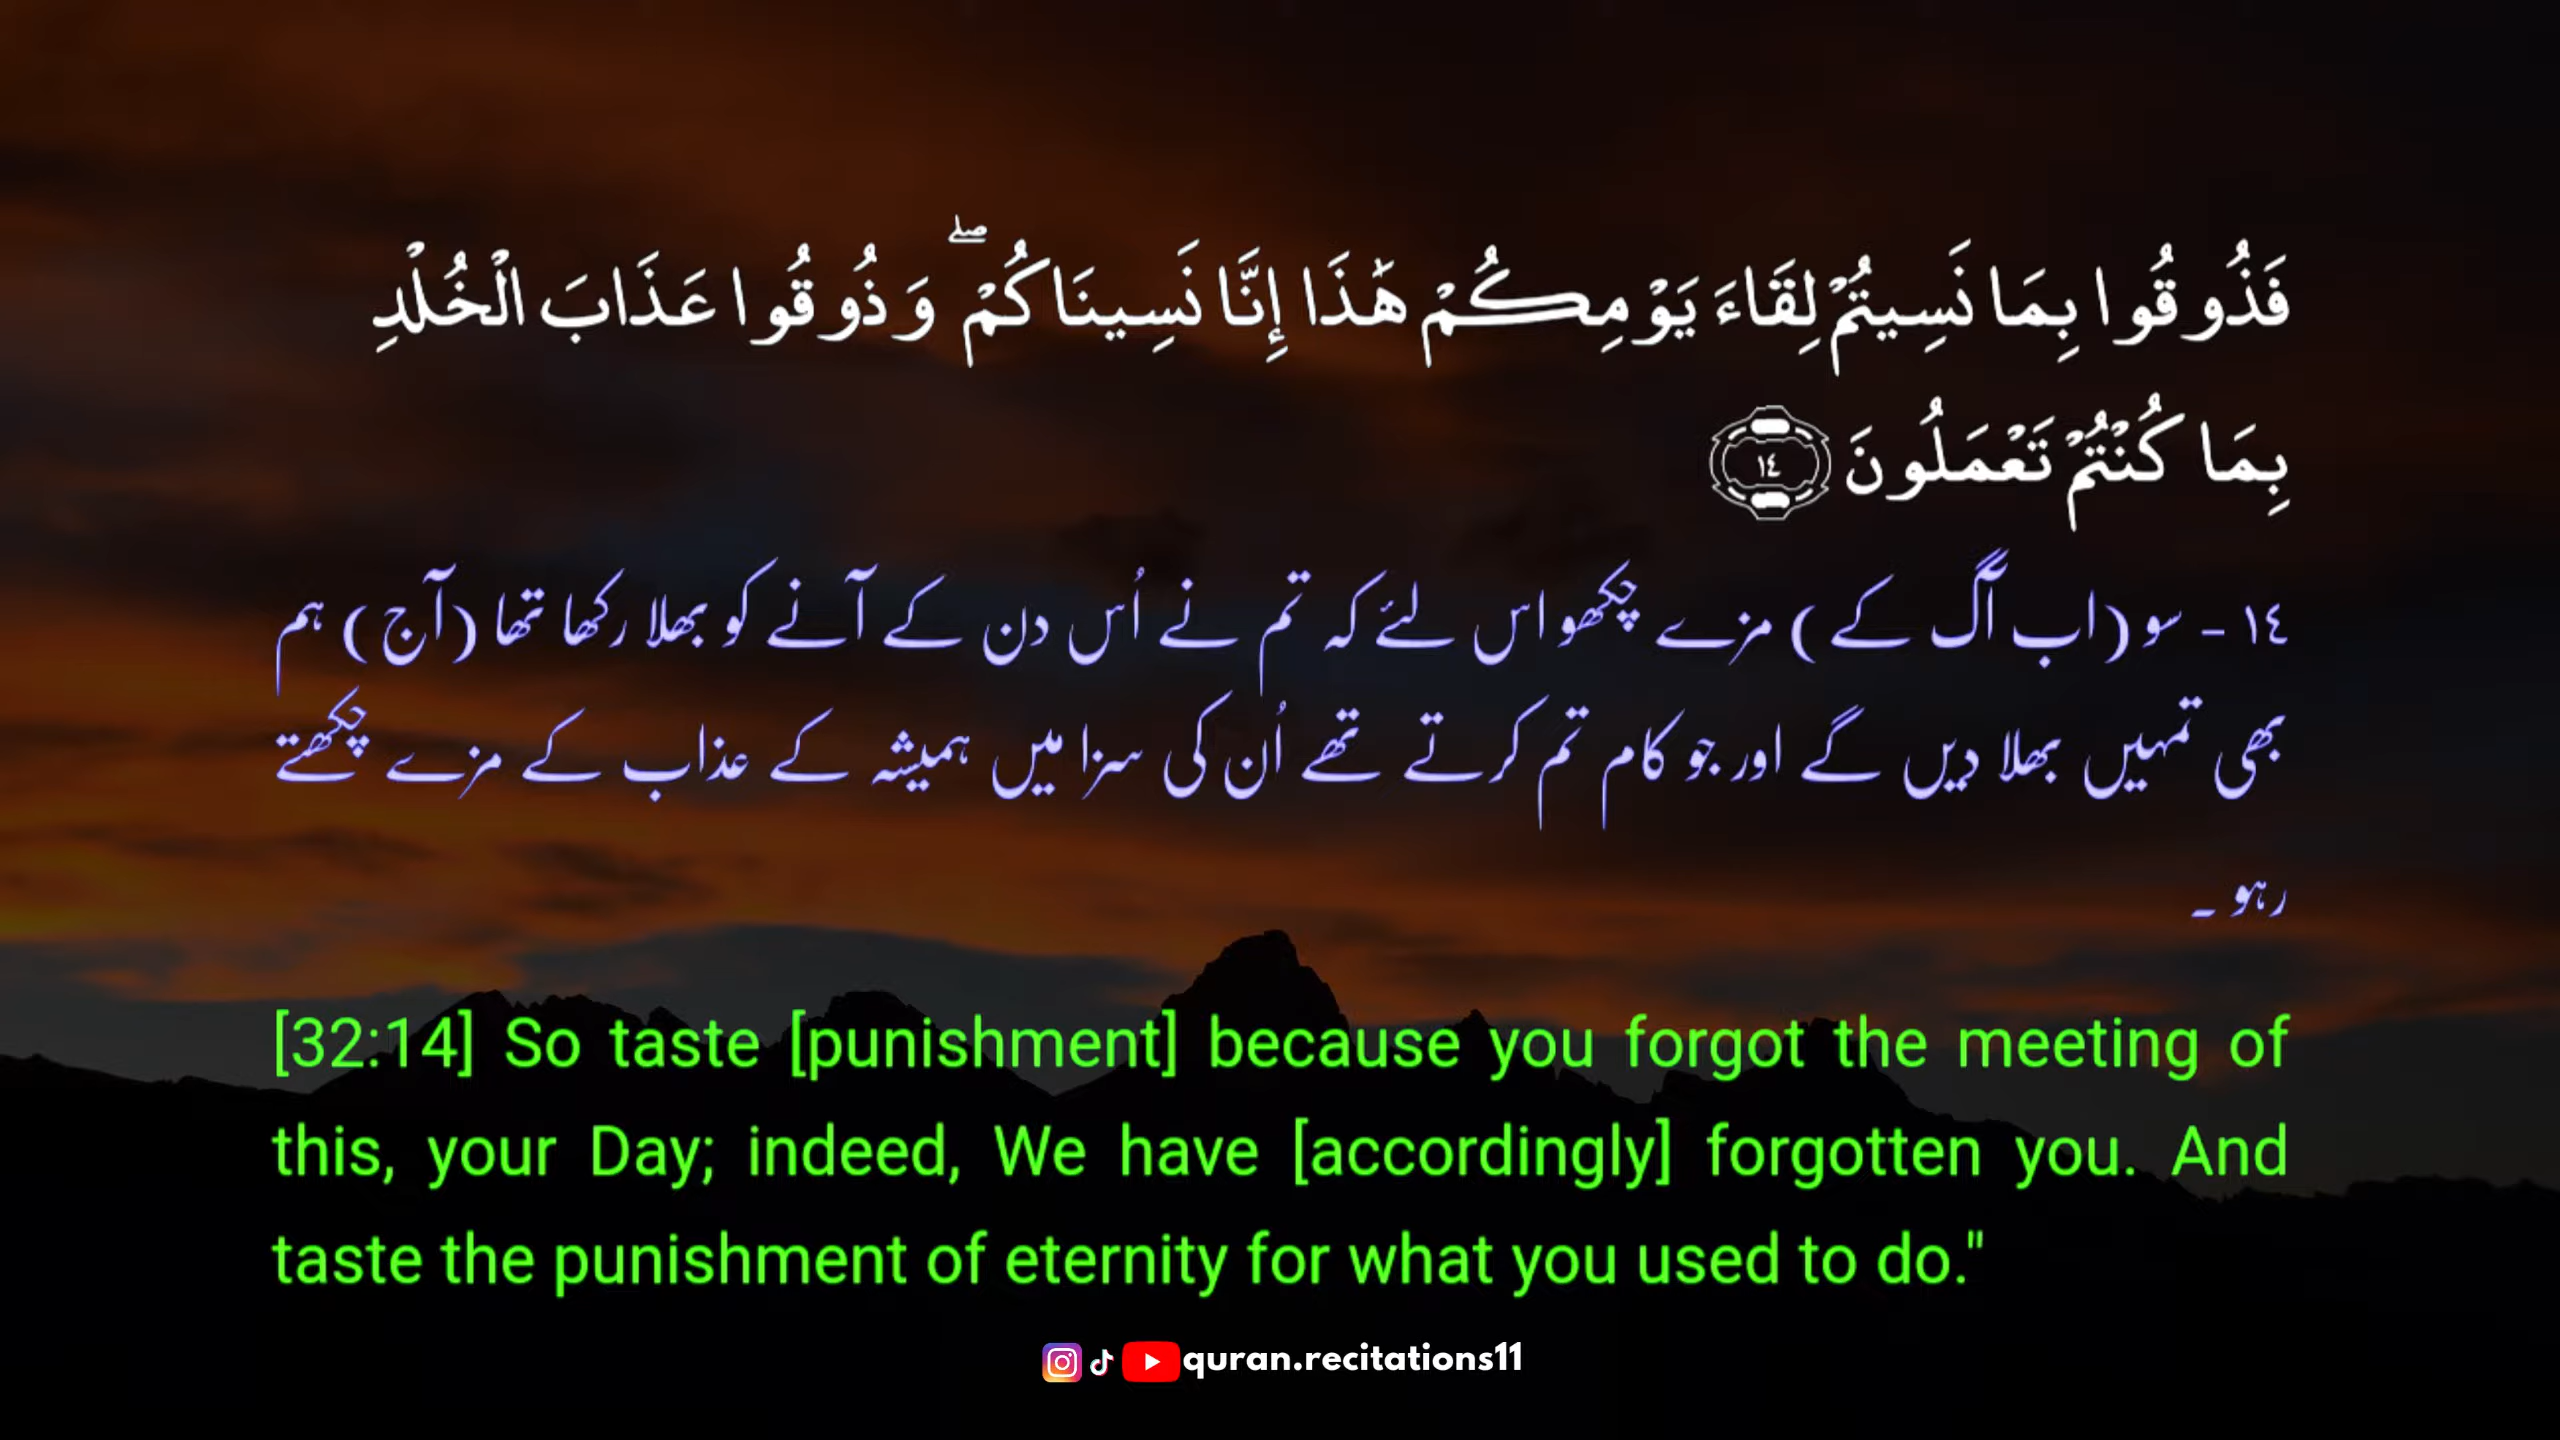 فَذُوقُوا بِمَا نَسِيتُمْ لِقَاءَ يَوْمِكُمْ هَٰذَا إِنَّا نَسِينَاكُمْ ۖ وَذُوقُوا عَذَابَ الْخُلْدِ
بِمَا كُنْتُمْ تَعْمَلُونَ ١٤
١٤ - سو (اب آگ کے) مزے چکھو اس لئے کہ تم نے اُس دن کے آنے کو بھلا رکھا تھا (آج) ہم
بھی تمہیں بھلا دیں گے اور جو کام تم کرتے تھے اُن کی سزا میں ہمیشہ کے عذاب کے مزے چکھتے
رہو ۔
[32:14] So taste [punishment] because you forgot the meeting of
this, your Day; indeed, We have [accordingly] forgotten you. And
taste the punishment of eternity for what you used to do."
quran.recitations11